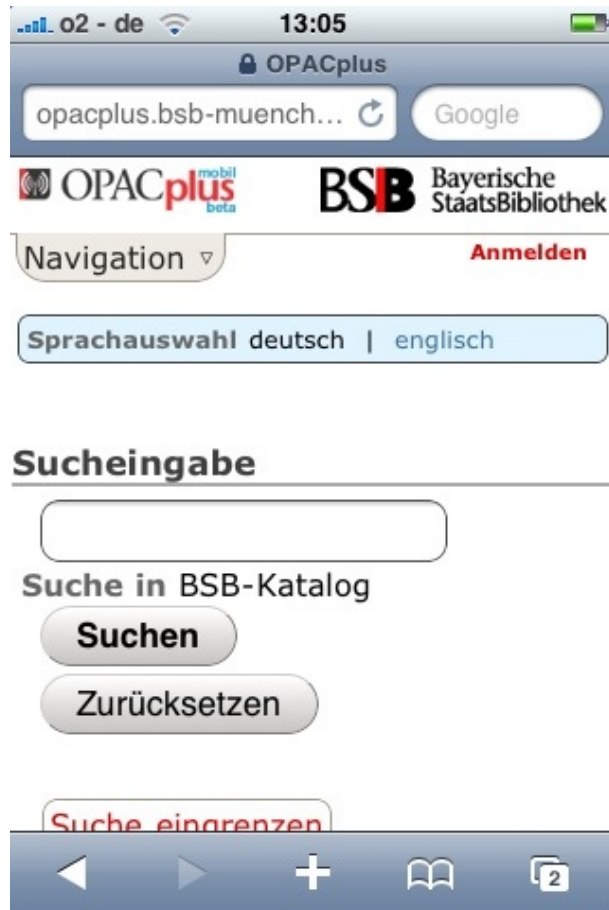 o2 - de 13:05
OPACplus
opacplus.bsb-muench... Google
OPACplus mobil beta BSB Bayerische StaatsBibliothek
Navigation ▿ Anmelden
Sprachauswahl deutsch | englisch
Sucheingabe
Suche in BSB-Katalog
Suchen
Zurücksetzen
Suche eingrenzen
2